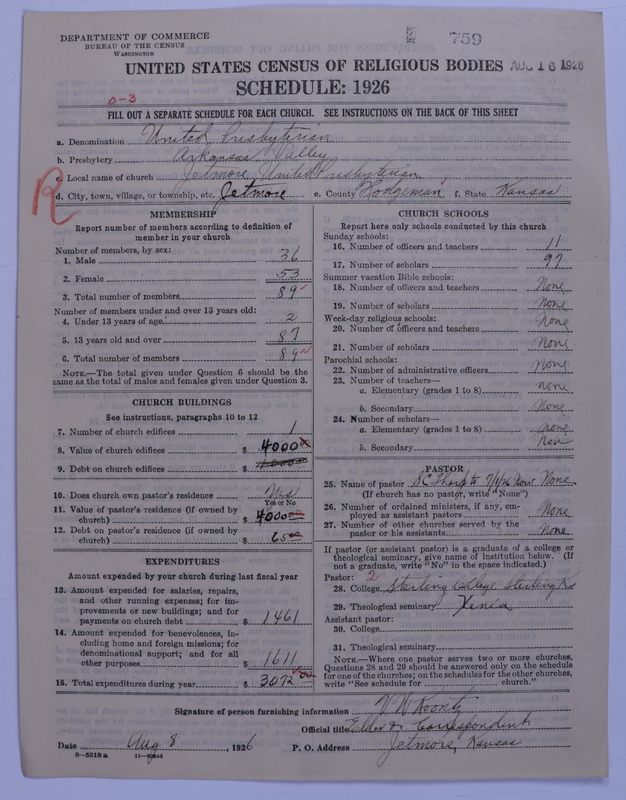 DEPARTMENT OF COMMERCE
BUREAU OF THE CENSUS
WASHINGTON
759
UNITED STATES CENSUS OF RELIGIOUS BODIES AUG 16 1926
SCHEDULE: 1926
0-3
FILL OUT A SEPARATE SCHEDULE FOR EACH CHURCH. SEE INSTRUCTIONS ON THE BACK OF THIS SHEET
a. Denomination United Presbyterian
b. Presbytery Arkansas Valley
c. Local name of church Jetmore United Presbyterian
d. City, town, village, or township, etc. Jetmore e. County Hodgeman f. State Kansas
R
MEMBERSHIP
Report number of members according to definition of
member in your church
Number of members, by sex:
1. Male 36
2. Female 53
3. Total number of members 89
Number of members under and over 13 years old:
4. Under 13 years of age 2
5. 13 years old and over 87
6. Total number of members 89
NOTE.—The total given under Question 6 should be
the same as the total of males and females given under Question 3.
CHURCH BUILDINGS
See instructions, paragraphs 10 to 12
7. Number of church edifices 1
8. Value of church edifices $ 4000 00
9. Debt on church edifices $
10. Does church own pastor's residence Yes
Yes or No
11. Value of pastor's residence (if owned by
church) $ 4000 00
12. Debt on pastor's residence (if owned by
church) $ 65 00
EXPENDITURES
Amount expended by your church during last fiscal year
13. Amount expended for salaries, repairs,
and other running expenses; for im-
provements or new buildings; and for
payments on church debt $ 1461
14. Amount expended for benevolences, in-
cluding home and foreign missions; for
denominational support; and for all
other purposes $ 1611
15. Total expenditures during year $ 3072 00
CHURCH SCHOOLS
Report here only schools conducted by this church
Sunday schools:
16. Number of officers and teachers 11
17. Number of scholars 97
Summer vacation Bible schools:
18. Number of officers and teachers None
19. Number of scholars None
Week-day religious schools:
20. Number of officers and teachers None
21. Number of scholars None
Parochial schools:
22. Number of administrative officers None
23. Number of teachers—
a. Elementary (grades 1 to 8) None
b. Secondary None
24. Number of scholars—
a. Elementary (grades 1 to 8) None
b. Secondary Non
PASTOR
25. Name of pastor Now None
(If church has no pastor, write "None")
26. Number of ordained ministers, if any, em-
ployed as assistant pastors None
27. Number of other churches served by the
pastor or his assistants None
If pastor (or assistant pastor) is a graduate of a college or
theological seminary, give name of institution below. (If
not a graduate, write "No" in the space indicated.)
Pastor: 2
28. College Sterling College Sterling Ks
29. Theological seminary Xenia
Assistant pastor:
30. College
31. Theological seminary
NOTE.—Where one pastor serves two or more churches,
Questions 28 and 29 should be answered only on the schedule
for one of the churches; on the schedules for the other churches,
write "See schedule for church."
Signature of person furnishing information V W Koontz
Official title Elder & Correspondent
Date Aug 8, 1926 P. O. Address Jetmore, Kansas
8—5518 a